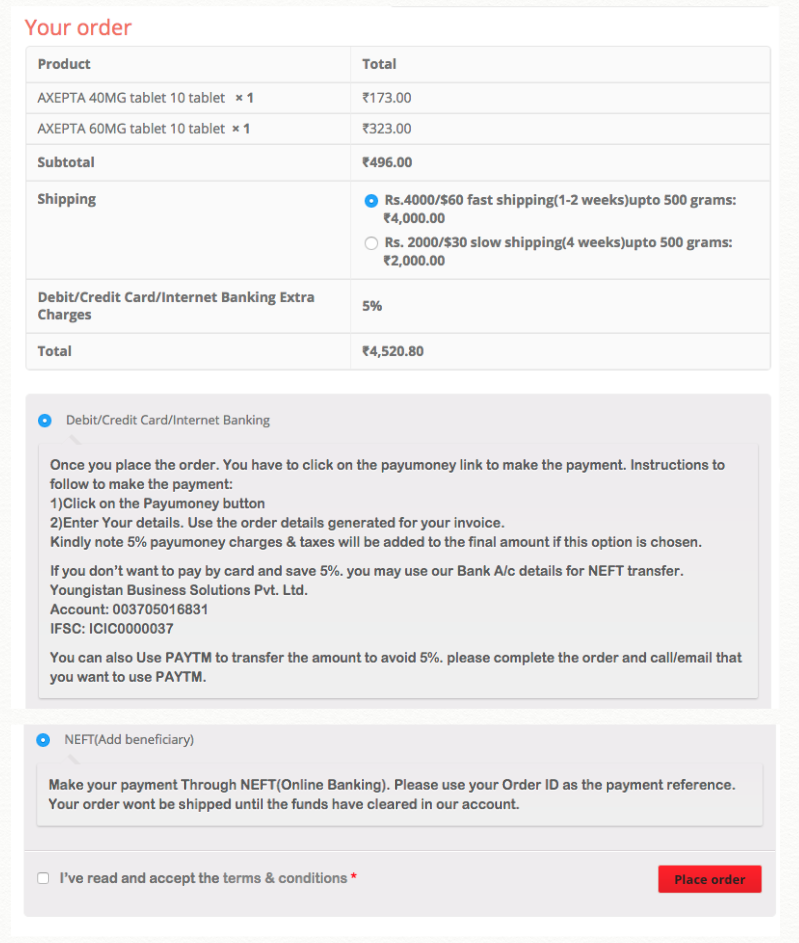 Your order
Product Total
AXEPTA 40MG tablet 10 tablet × 1 ₹173.00
AXEPTA 60MG tablet 10 tablet × 1 ₹323.00
Subtotal ₹496.00
Shipping Rs.4000/$60 fast shipping(1-2 weeks)upto 500 grams:
₹4,000.00
Rs. 2000/$30 slow shipping(4 weeks)upto 500 grams:
₹2,000.00
Debit/Credit Card/Internet Banking Extra
Charges 5%
Total ₹4,520.80
Debit/Credit Card/Internet Banking
Once you place the order. You have to click on the payumoney link to make the payment. Instructions to
follow to make the payment:
1)Click on the Payumoney button
2)Enter Your details. Use the order details generated for your invoice.
Kindly note 5% payumoney charges & taxes will be added to the final amount if this option is chosen.
If you don't want to pay by card and save 5%. you may use our Bank A/c details for NEFT transfer.
Youngistan Business Solutions Pvt. Ltd.
Account: 003705016831
IFSC: ICIC0000037
You can also Use PAYTM to transfer the amount to avoid 5%. please complete the order and call/email that
you want to use PAYTM.
NEFT(Add beneficiary)
Make your payment Through NEFT(Online Banking). Please use your Order ID as the payment reference.
Your order wont be shipped until the funds have cleared in our account.
I've read and accept the terms & conditions *
Place order